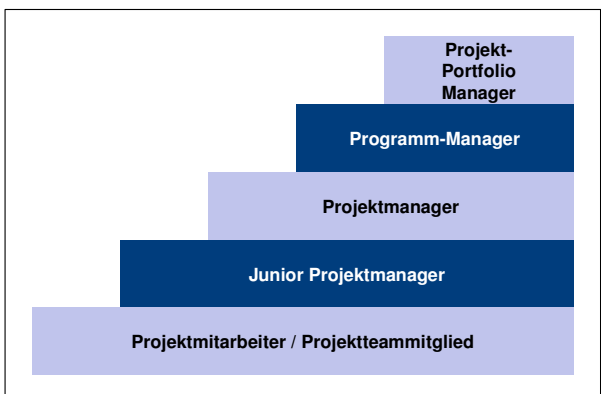 Projekt-
Portfolio
Manager
Programm-Manager
Projektmanager
Junior Projektmanager
Projektmitarbeiter / Projektteammitglied